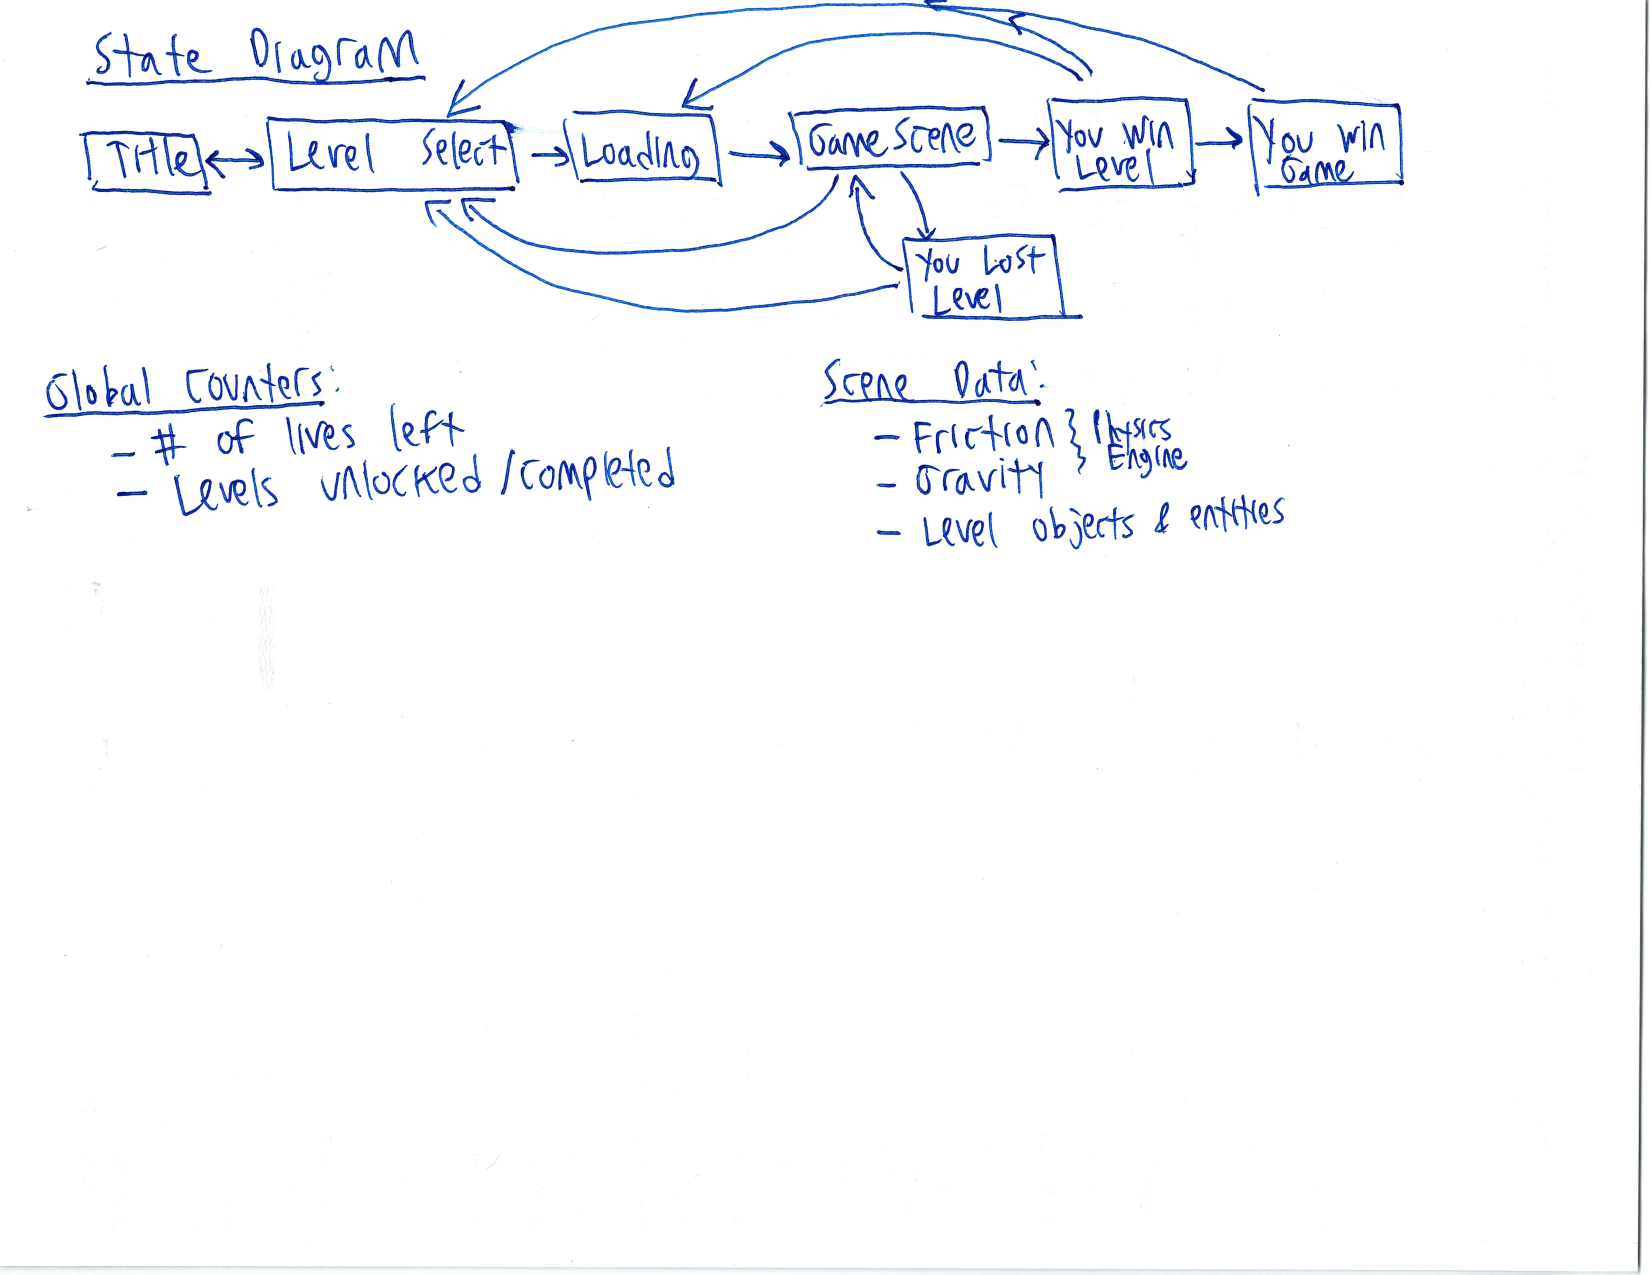 State Diagram
Title
Level Select
Loading
Game Scene
You Win
Level
You Win
Game
You Lost
Level
Global Counters:
- # of lives left
- Levels unlocked/completed
Scene Data:
- Friction } Physics
- Gravity } Engine
- Level objects & entities